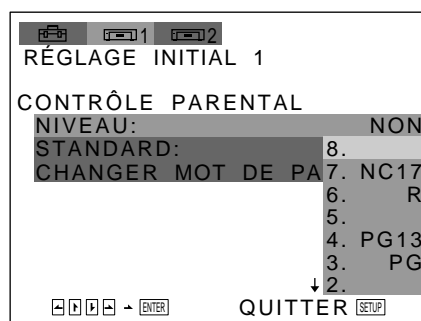 1 2
RÉGLAGE INITIAL 1
CONTRÔLE PARENTAL
NIVEAU: NON
STANDARD: 8.
CHANGER MOT DE PA 7. NC17
6. R
5.
4. PG13
3. PG
↓ 2.
ENTER QUITTER SETUP